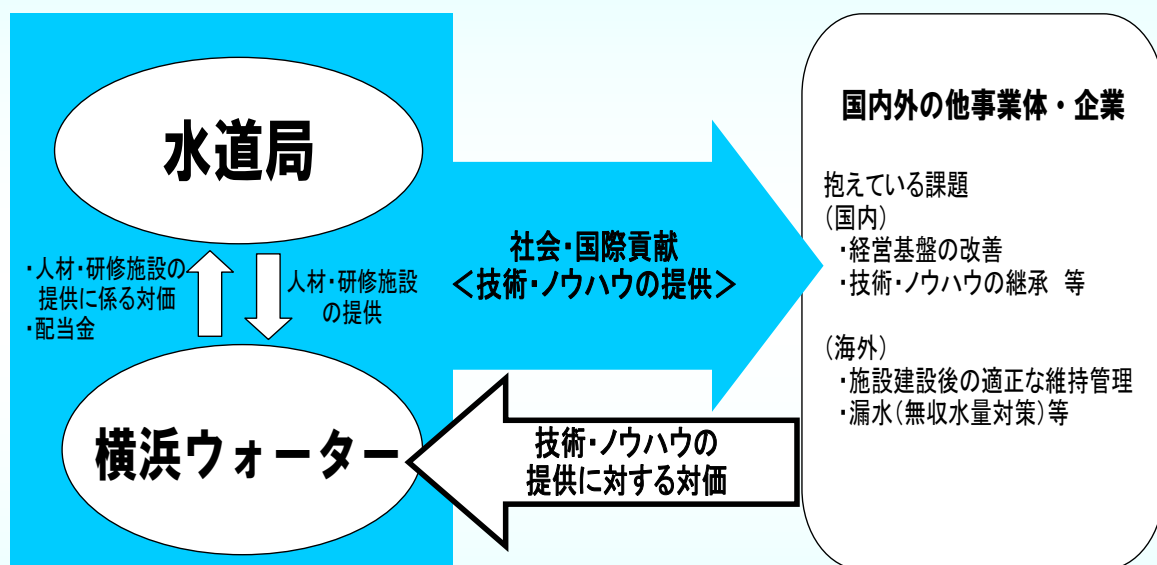 水道局
・人材・研修施設の
提供に係る対価
・配当金
人材・研修施設
の提供
横浜ウォーター
社会・国際貢献
＜技術・ノウハウの提供＞
技術・ノウハウの
提供に対する対価
国内外の他事業体・企業
抱えている課題
(国内)
・経営基盤の改善
・技術・ノウハウの継承 等
(海外)
・施設建設後の適正な維持管理
・漏水(無収水量対策)等